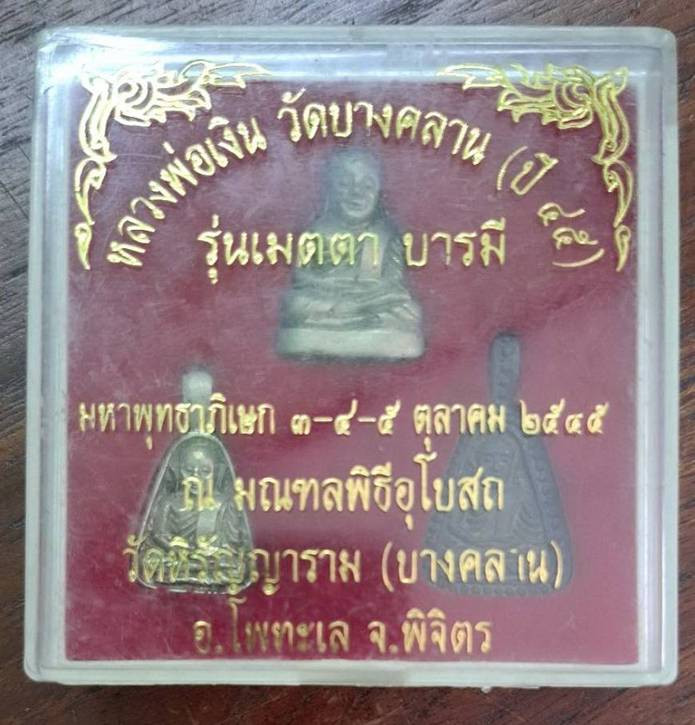 หลวงพ่อเงิน วัดบางคลาน (ปี ๔๕)
รุ่นเมตตา บารมี
มหาพุทธาภิเษก ๓-๔-๕ ตุลาคม ๒๕๔๕
ณ มณฑลพิธีอุโบสถ
วัดหิรัญญาราม (บางคลาน)
อ.โพทะเล จ.พิจิตร